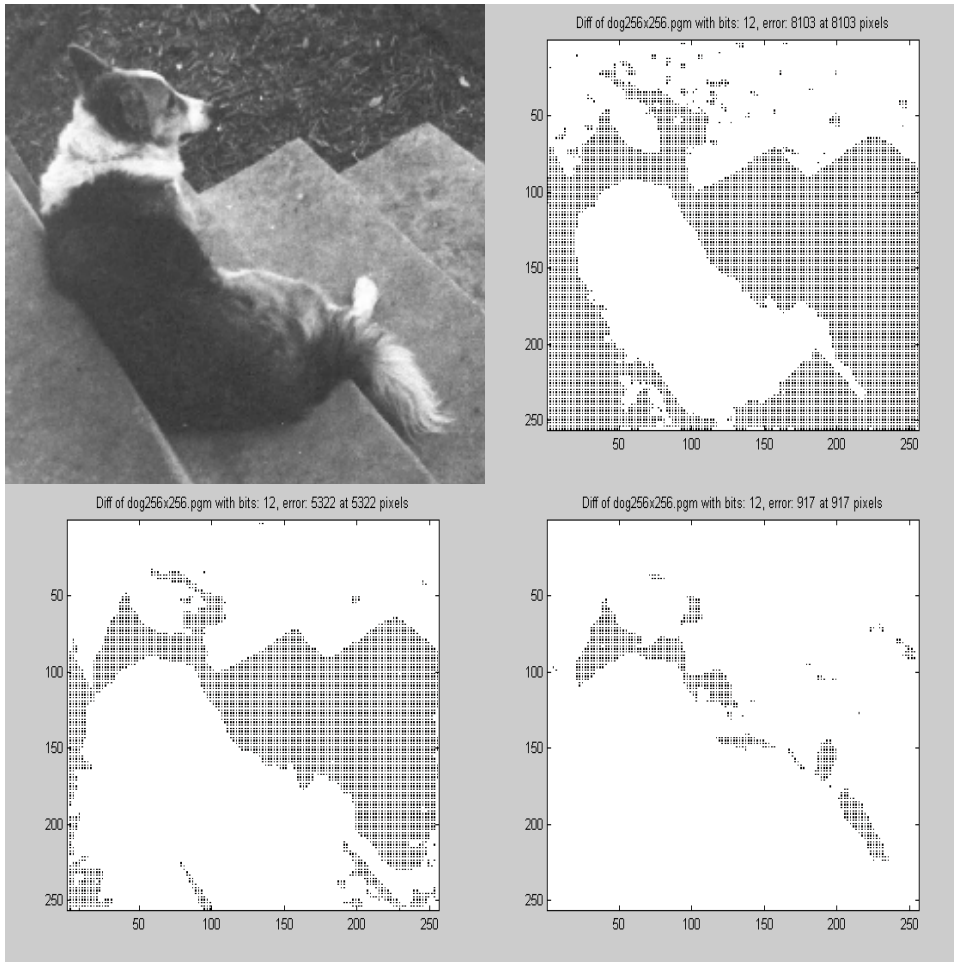 Diff of dog256x256.pgm with bits: 12, error: 8103 at 8103 pixels
50
100
150
200
250
50 100 150 200 250
Diff of dog256x256.pgm with bits: 12, error: 5322 at 5322 pixels
50
100
150
200
250
50 100 150 200 250
Diff of dog256x256.pgm with bits: 12, error: 917 at 917 pixels
50
100
150
200
250
50 100 150 200 250